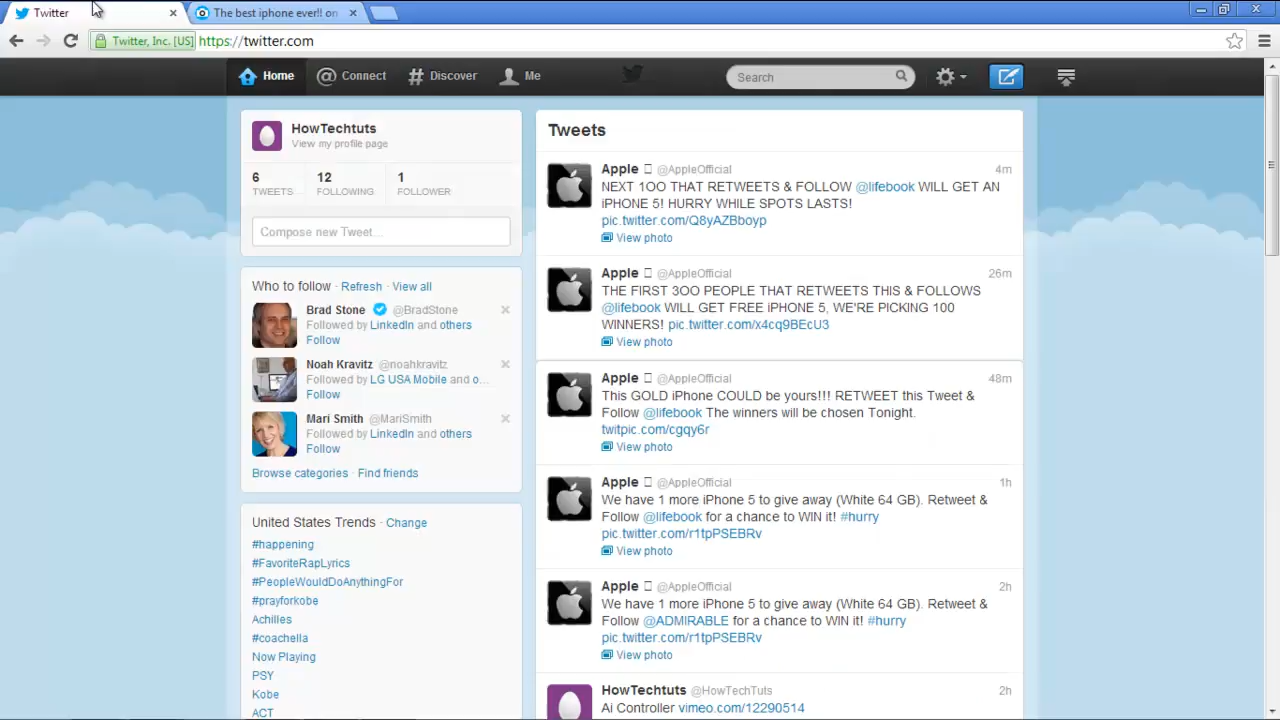 Twitter
The best iphone ever!! on
Twitter, Inc. [US] https://twitter.com
Home Connect Discover Me Search
HowTechtuts
View my profile page
6 12 1
TWEETS FOLLOWING FOLLOWER
Compose new Tweet...
Who to follow · Refresh · View all
Brad Stone @BradStone
Followed by LinkedIn and others
Follow
Noah Kravitz @noahkravitz
Followed by LG USA Mobile and o...
Follow
Mari Smith @MariSmith
Followed by LinkedIn and others
Follow
Browse categories · Find friends
United States Trends · Change
#happening
#FavoriteRapLyrics
#PeopleWouldDoAnythingFor
#prayforkobe
Achilles
#coachella
Now Playing
PSY
Kobe
ACT
Tweets
Apple @AppleOfficial 4m
NEXT 1OO THAT RETWEETS & FOLLOW @lifebook WILL GET AN
iPHONE 5! HURRY WHILE SPOTS LASTS!
pic.twitter.com/Q8yAZBboyp
View photo
Apple @AppleOfficial 26m
THE FIRST 3OO PEOPLE THAT RETWEETS THIS & FOLLOWS
@lifebook WILL GET FREE iPHONE 5, WE'RE PICKING 100
WINNERS! pic.twitter.com/x4cq9BEcU3
View photo
Apple @AppleOfficial 48m
This GOLD iPhone COULD be yours!!! RETWEET this Tweet &
Follow @lifebook The winners will be chosen Tonight.
twitpic.com/cgqy6r
View photo
Apple @AppleOfficial 1h
We have 1 more iPhone 5 to give away (White 64 GB). Retweet &
Follow @lifebook for a chance to WIN it! #hurry
pic.twitter.com/r1tpPSEBRv
View photo
Apple @AppleOfficial 2h
We have 1 more iPhone 5 to give away (White 64 GB). Retweet &
Follow @ADMIRABLE for a chance to WIN it! #hurry
pic.twitter.com/r1tpPSEBRv
View photo
HowTechtuts @HowTechTuts 2h
Ai Controller vimeo.com/12290514